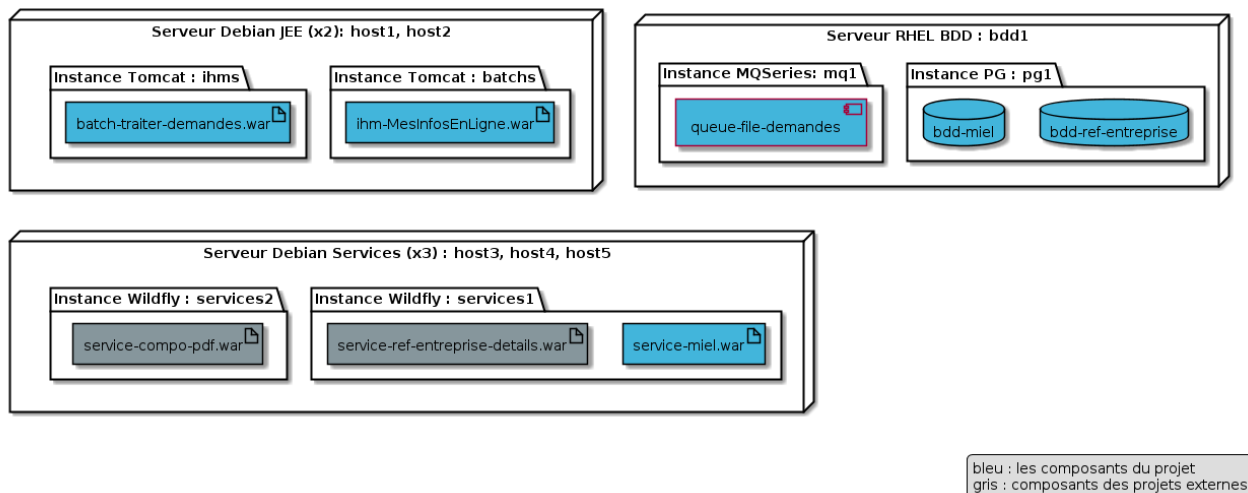 Serveur Debian JEE (x2): host1, host2
Instance Tomcat : ihms
batch-traiter-demandes.war
Instance Tomcat : batchs
ihm-MesInfosEnLigne.war
Serveur RHEL BDD : bdd1
Instance MQSeries: mq1
queue-file-demandes
Instance PG : pg1
bdd-miel
bdd-ref-entreprise
Serveur Debian Services (x3) : host3, host4, host5
Instance Wildfly : services2
service-compo-pdf.war
Instance Wildfly : services1
service-ref-entreprise-details.war
service-miel.war
bleu : les composants du projet
gris : composants des projets externes